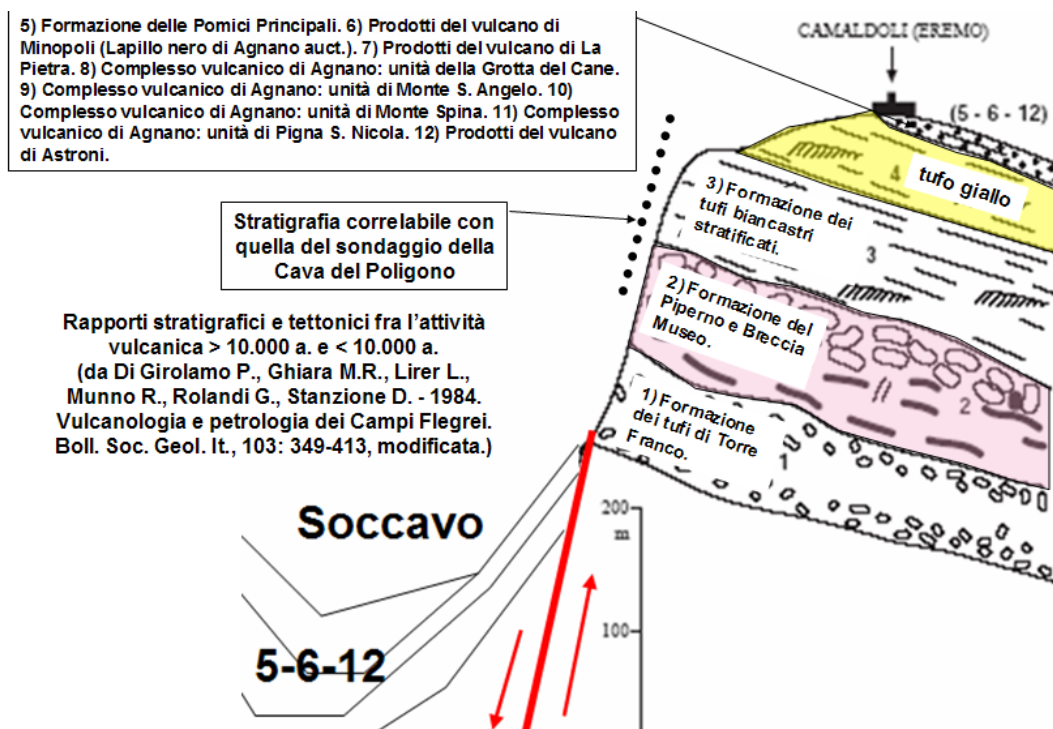 5) Formazione delle Pomici Principali. 6) Prodotti del vulcano di
Minopoli (Lapillo nero di Agnano auct.). 7) Prodotti del vulcano di La
Pietra. 8) Complesso vulcanico di Agnano: unità della Grotta del Cane.
9) Complesso vulcanico di Agnano: unità di Monte S. Angelo. 10)
Complesso vulcanico di Agnano: unità di Monte Spina. 11) Complesso
vulcanico di Agnano: unità di Pigna S. Nicola. 12) Prodotti del vulcano
di Astroni.
CAMALDOLI (EREMO)
(5 - 6 - 12)
4
tufo giallo
3) Formazione dei
tufi biancastri
stratificati.
3
Stratigrafia correlabile con
quella del sondaggio della
Cava del Poligono
2) Formazione del
Piperno e Breccia
Museo.
2
Rapporti stratigrafici e tettonici fra l'attività
vulcanica > 10.000 a. e < 10.000 a.
(da Di Girolamo P., Ghiara M.R., Lirer L.,
Munno R., Rolandi G., Stanzione D. - 1984.
Vulcanologia e petrologia dei Campi Flegrei.
Boll. Soc. Geol. It., 103: 349-413, modificata.)
1) Formazione
dei tufi di Torre
Franco.
1
Soccavo
200
m
100
5-6-12